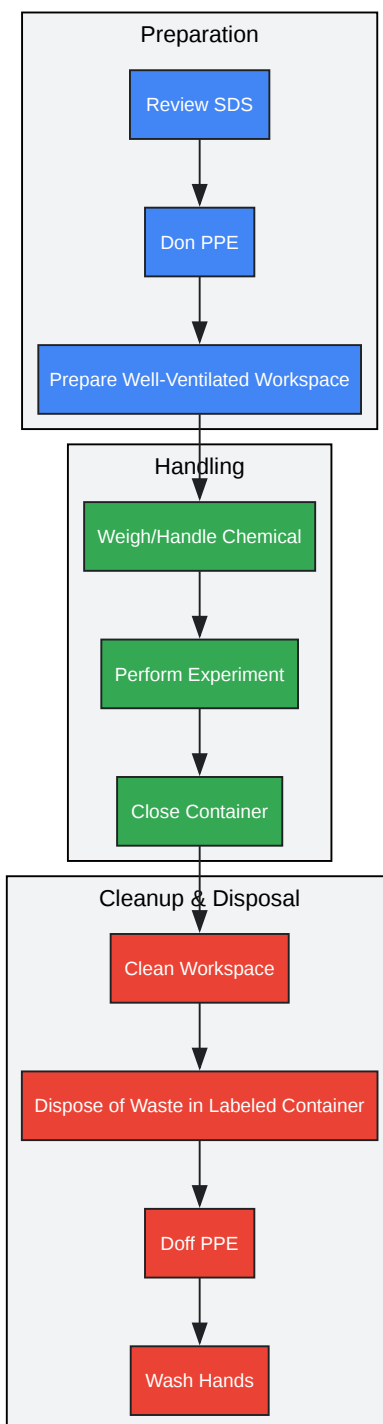 Preparation
Review SDS
Don PPE
Prepare Well-Ventilated Workspace
Handling
Weigh/Handle Chemical
Perform Experiment
Close Container
Cleanup & Disposal
Clean Workspace
Dispose of Waste in Labeled Container
Doff PPE
Wash Hands